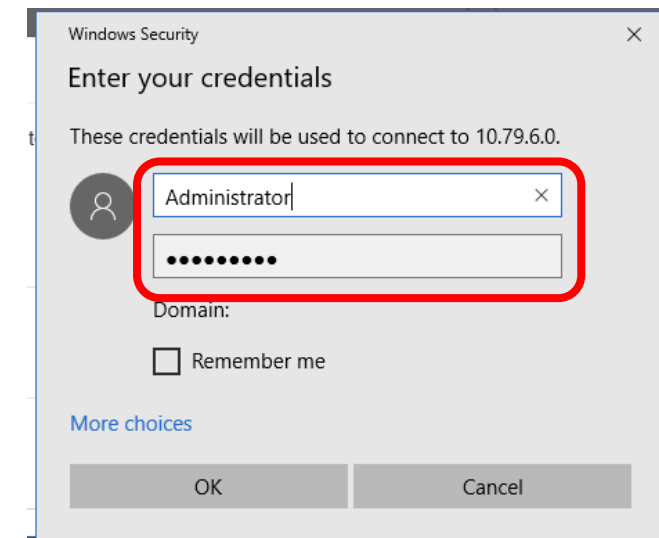 Windows Security
Enter your credentials
These credentials will be used to connect to 10.79.6.0.
Administrator
●●●●●●●●●
Domain:
Remember me
More choices
OK
Cancel